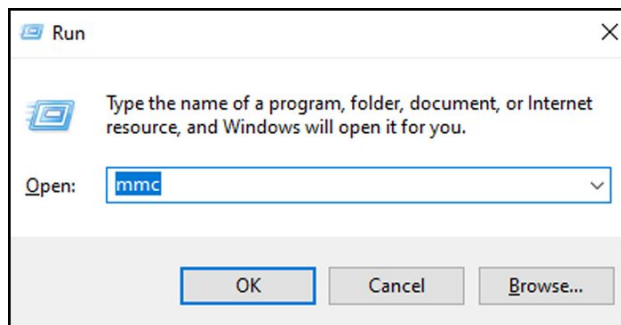 Run
Type the name of a program, folder, document, or Internet
resource, and Windows will open it for you.
Open: mmc
OK Cancel Browse...